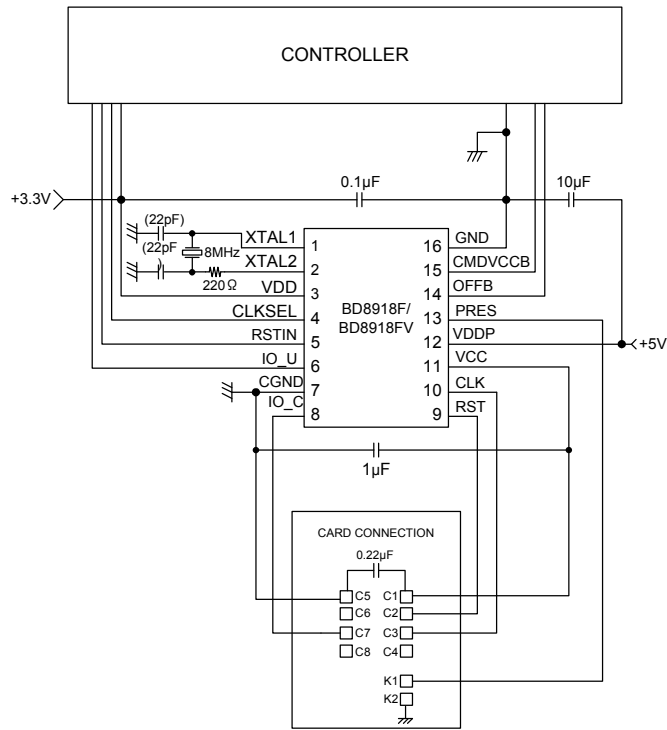 CONTROLLER
0.1µF
10µF
+3.3V
(22pF)
XTAL1
1
16
GND
8MHz
(22pF
)
XTAL2
2
15
CMDVCCB
220Ω
VDD
3
14
OFFB
BD8918F/
BD8918FV
CLKSEL
4
13
PRES
RSTIN
5
12
VDDP
+5V
IO_U
6
11
VCC
CGND
7
10
CLK
IO_C
8
9
RST
1µF
CARD CONNECTION
0.22µF
C5
C1
C6
C2
C7
C3
C8
C4
K1
K2